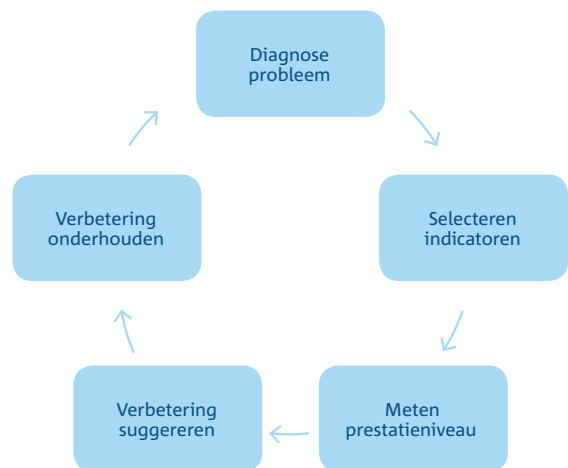 Diagnose
probleem
Selecteren
indicatoren
Meten
prestatieniveau
Verbetering
suggereren
Verbetering
onderhouden